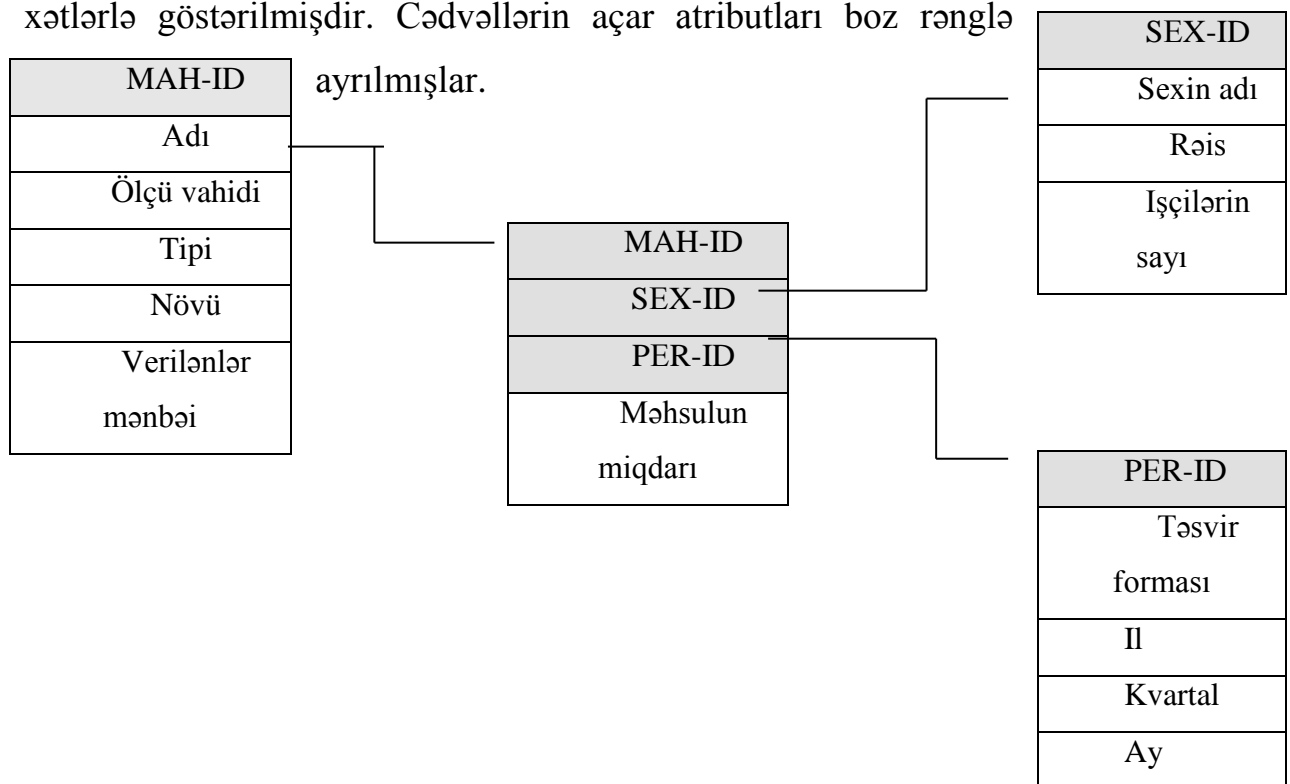 xətlərlə göstərilmişdir. Cədvəllərin açar atributları boz rənglə
ayrılmışlar.
MAH-ID
Adı
Ölçü vahidi
Tipi
Növü
Verilənlər
mənbəi
MAH-ID
SEX-ID
PER-ID
Məhsulun
miqdarı
SEX-ID
Sexin adı
Rəis
Işçilərin
sayı
PER-ID
Təsvir
forması
Il
Kvartal
Ay